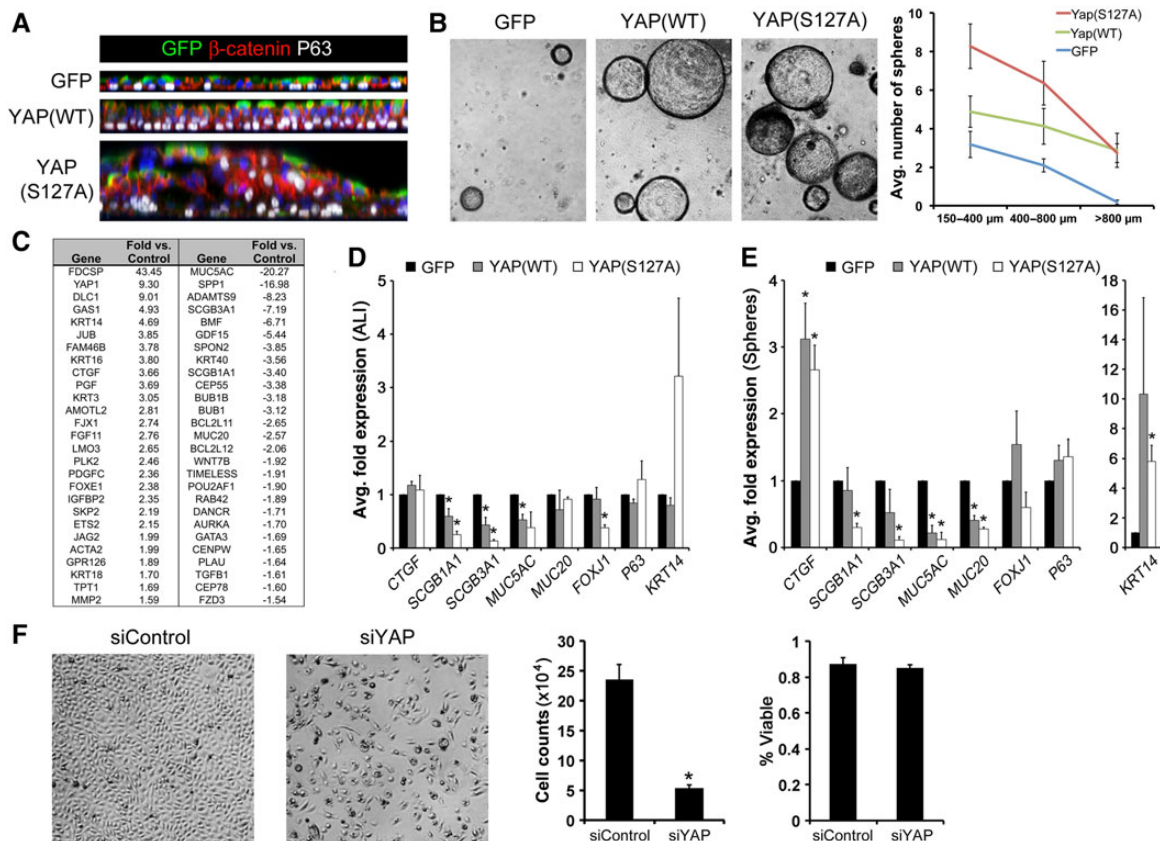 A
GFP β-catenin P63
GFP
YAP(WT)
YAP
(S127A)
B
GFP YAP(WT) YAP(S127A)
Avg. number of spheres
10
8
6
4
2
0
Yap(S127A)
Yap(WT)
GFP
150–400 µm 400–800 µm >800 µm
C
Gene Fold vs. Control Gene Fold vs. Control
FDCSP 43.45 MUC5AC -20.27
YAP1 9.30 SPP1 -16.98
DLC1 9.01 ADAMTS9 -8.23
GAS1 4.93 SCGB3A1 -7.19
KRT14 4.69 BMF -6.71
JUB 3.85 GDF15 -5.44
FAM46B 3.78 SPON2 -3.85
KRT16 3.80 KRT40 -3.56
CTGF 3.66 SCGB1A1 -3.40
PGF 3.69 CEP55 -3.38
KRT3 3.05 BUB1B -3.18
AMOTL2 2.81 BUB1 -3.12
FJX1 2.74 BCL2L11 -2.65
FGF11 2.76 MUC20 -2.57
LMO3 2.65 BCL2L12 -2.06
PLK2 2.46 WNT7B -1.92
PDGFC 2.36 TIMELESS -1.91
FOXE1 2.38 POU2AF1 -1.90
IGFBP2 2.35 RAB42 -1.89
SKP2 2.19 DANCR -1.71
ETS2 2.15 AURKA -1.70
JAG2 1.99 GATA3 -1.69
ACTA2 1.99 CENPW -1.65
GPR126 1.89 PLAU -1.64
KRT18 1.70 TGFB1 -1.61
TPT1 1.69 CEP78 -1.60
MMP2 1.59 FZD3 -1.54
D
GFP YAP(WT) YAP(S127A)
Avg. fold expression (ALI)
5
4
3
2
1
0
* * * * * *
CTGF SCGB1A1 SCGB3A1 MUC5AC MUC20 FOXJ1 P63 KRT14
E
GFP YAP(WT) YAP(S127A)
Avg. fold expression (Spheres)
4
3
2
1
0
* * * * * * * *
CTGF SCGB1A1 SCGB3A1 MUC5AC MUC20 FOXJ1 P63
18
16
14
12
10
8
6
4
2
0
*
KRT14
F
siControl siYAP
Cell counts (x10⁴)
30
25
20
15
10
5
0
*
siControl siYAP
% Viable
1
0.8
0.6
0.4
0.2
0
siControl siYAP